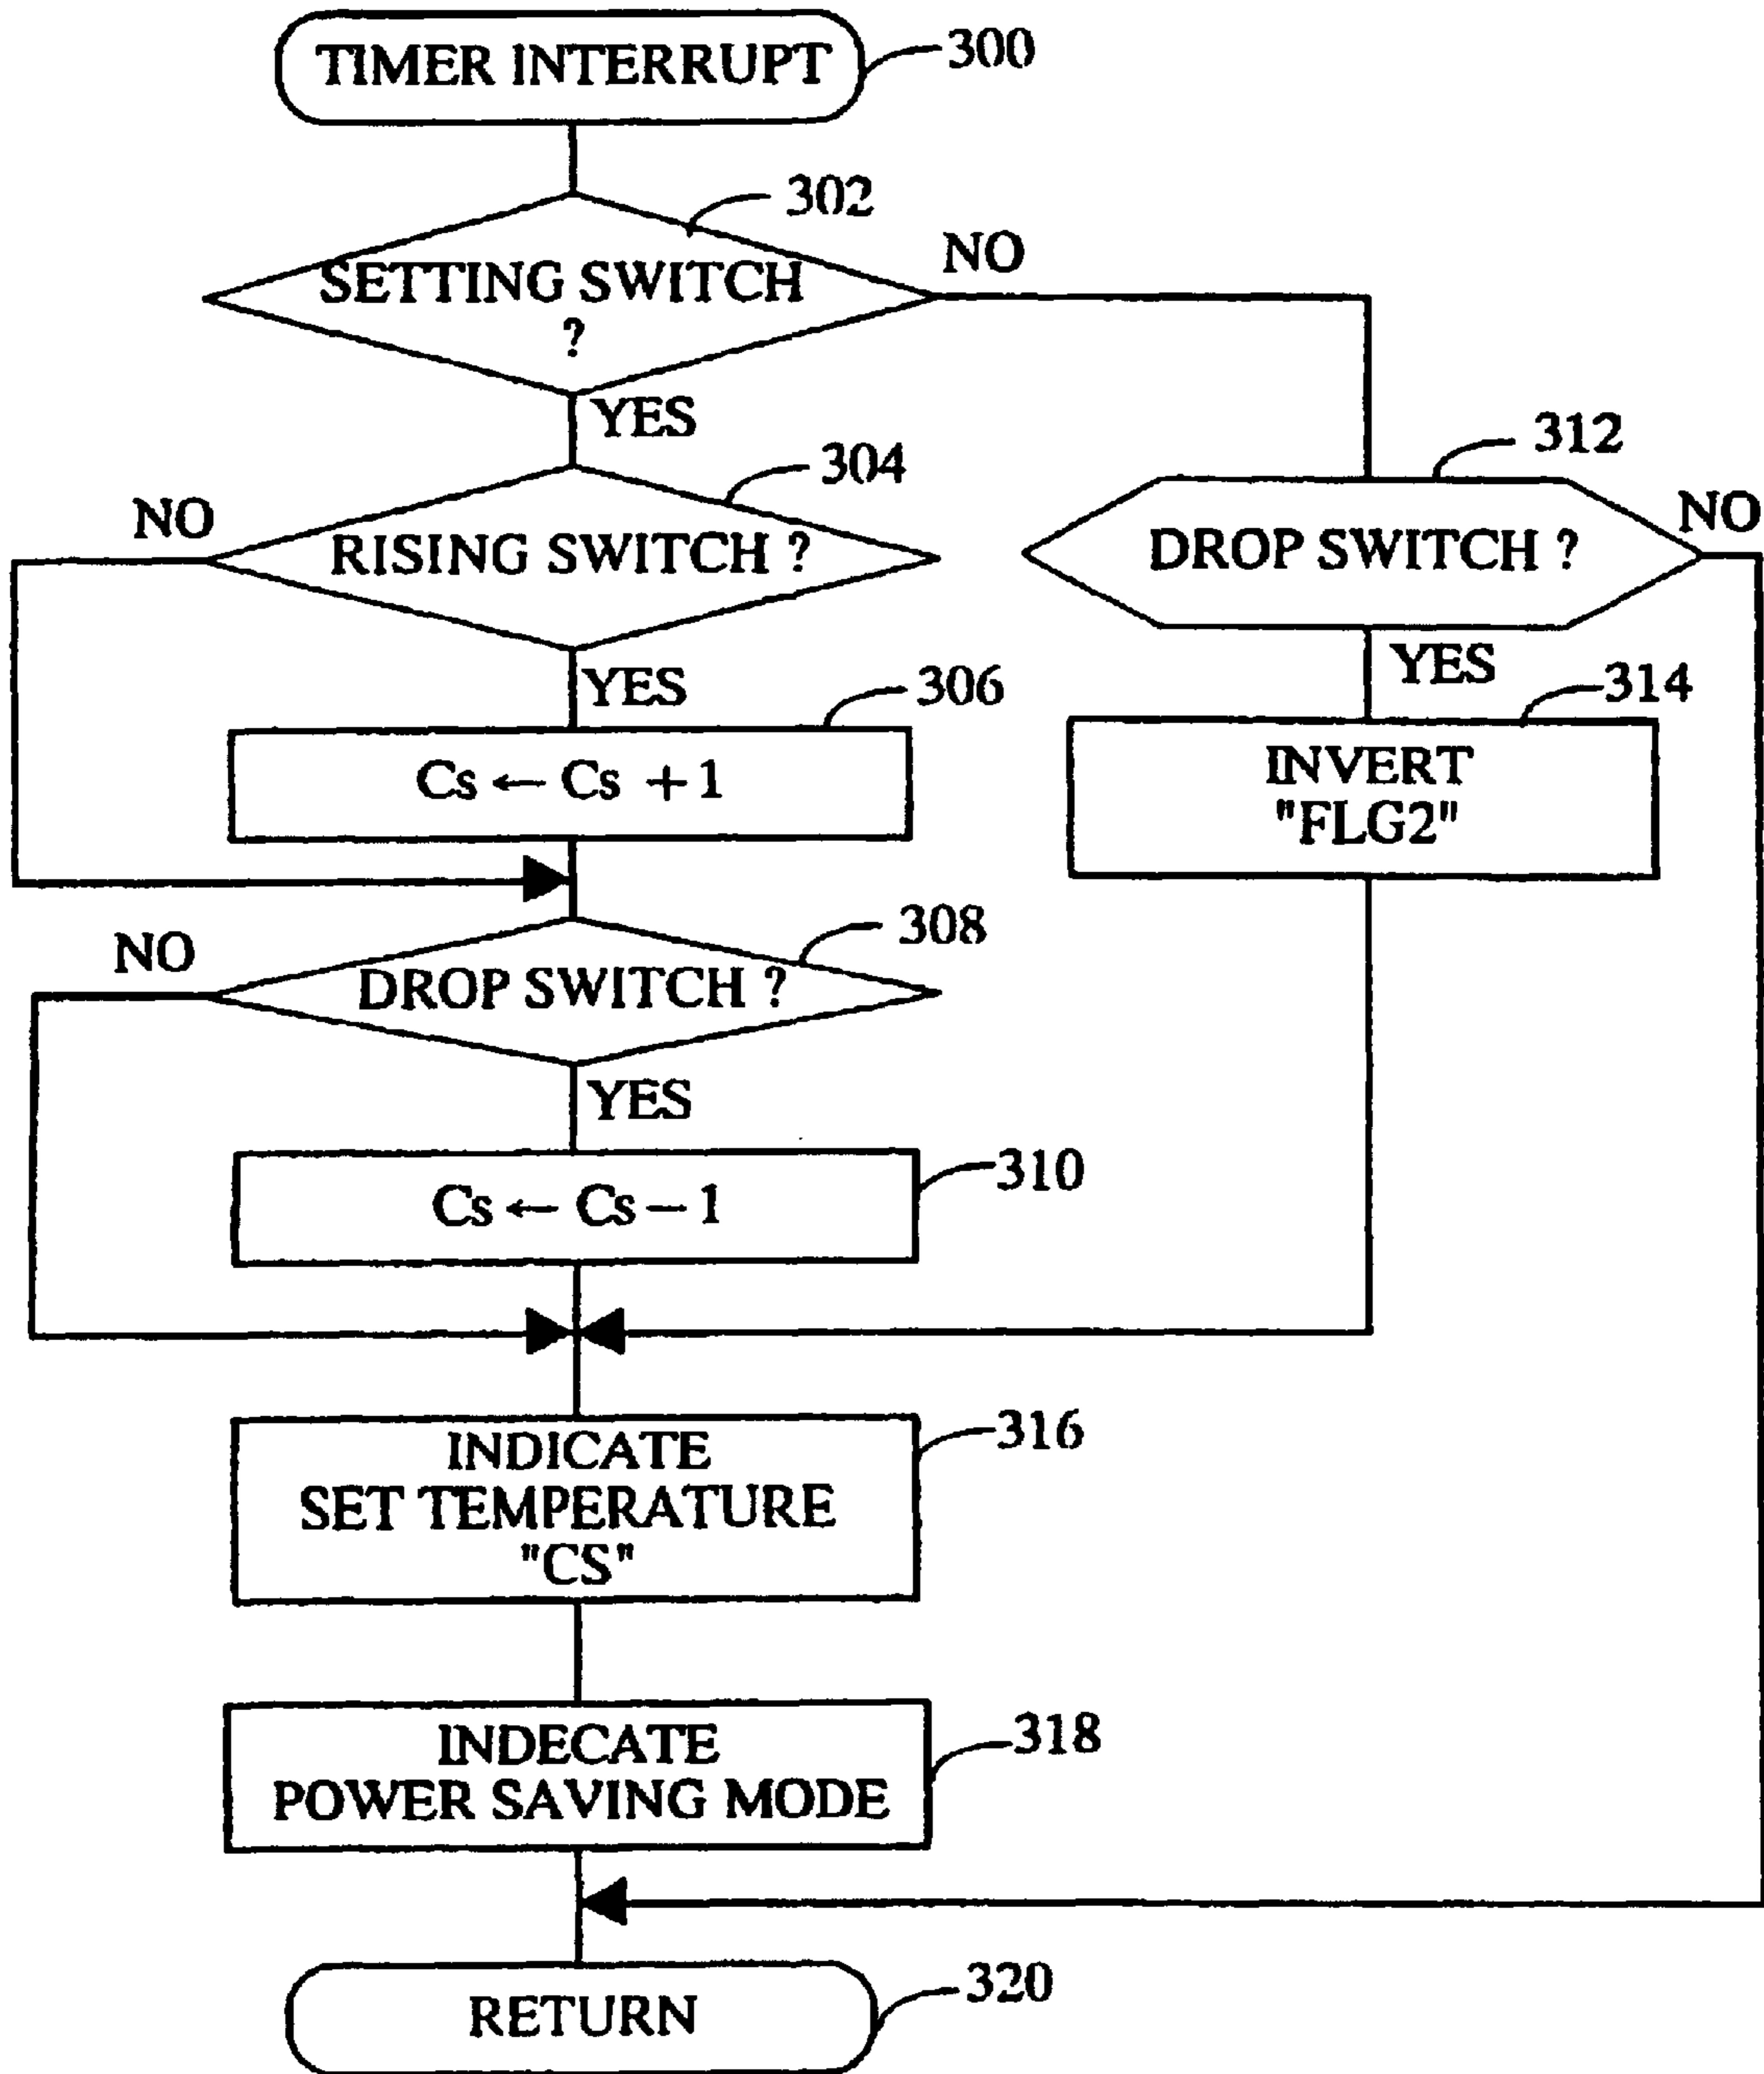 TIMER INTERRUPT
300
302
SETTING SWITCH
?
NO
YES
304
NO
RISING SWITCH ?
YES
306
Cs ← Cs + 1
308
NO
DROP SWITCH ?
YES
310
Cs ← Cs − 1
312
DROP SWITCH ?
NO
YES
314
INVERT
"FLG2"
316
INDICATE
SET TEMPERATURE
"CS"
318
INDECATE
POWER SAVING MODE
320
RETURN